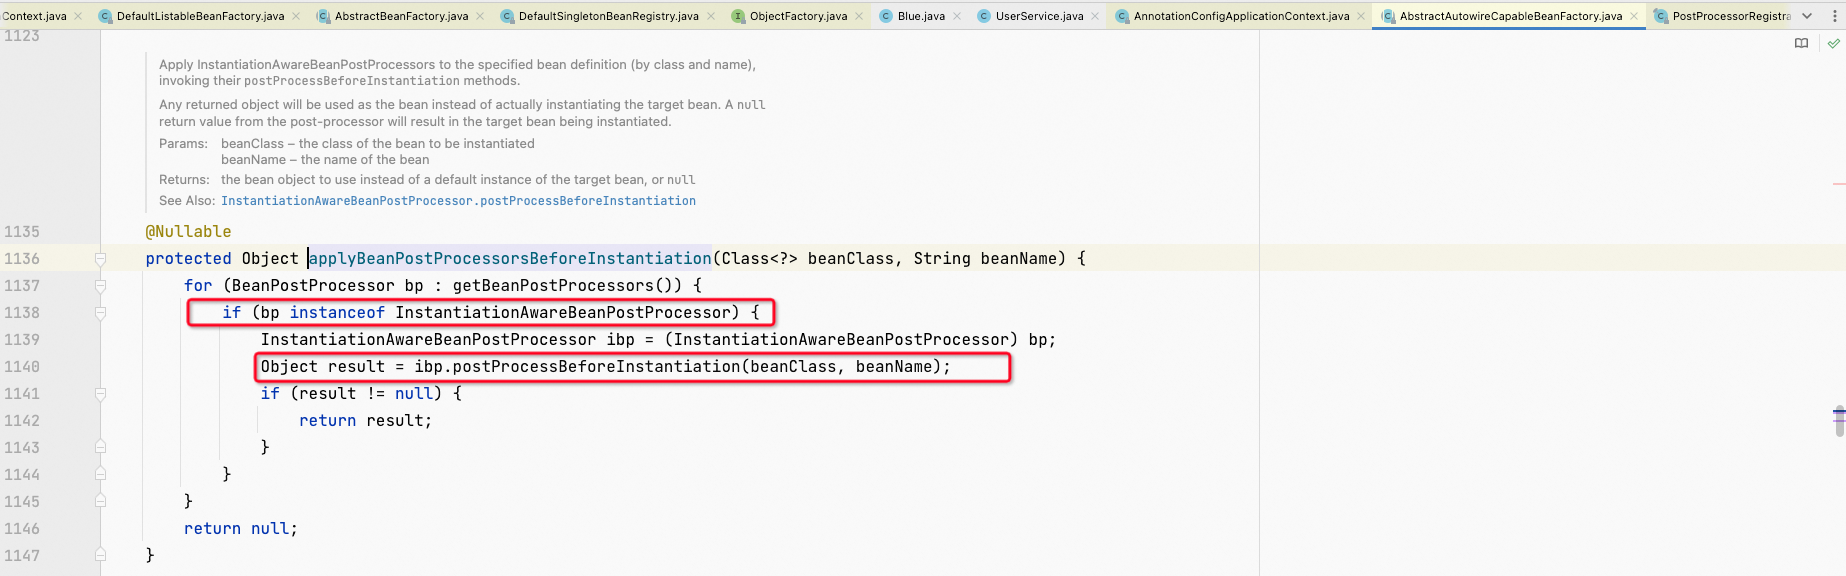 Context.java DefaultListableBeanFactory.java AbstractBeanFactory.java DefaultSingletonBeanRegistry.java ObjectFactory.java Blue.java UserService.java AnnotationConfigApplicationContext.java AbstractAutowireCapableBeanFactory.java PostProcessorRegistra
1123
Apply InstantiationAwareBeanPostProcessors to the specified bean definition (by class and name),
invoking their postProcessBeforeInstantiation methods.
Any returned object will be used as the bean instead of actually instantiating the target bean. A null
return value from the post-processor will result in the target bean being instantiated.
Params: beanClass – the class of the bean to be instantiated
beanName – the name of the bean
Returns: the bean object to use instead of a default instance of the target bean, or null
See Also: InstantiationAwareBeanPostProcessor.postProcessBeforeInstantiation
1135 @Nullable
1136 protected Object applyBeanPostProcessorsBeforeInstantiation(Class<?> beanClass, String beanName) {
1137 for (BeanPostProcessor bp : getBeanPostProcessors()) {
1138 if (bp instanceof InstantiationAwareBeanPostProcessor) {
1139 InstantiationAwareBeanPostProcessor ibp = (InstantiationAwareBeanPostProcessor) bp;
1140 Object result = ibp.postProcessBeforeInstantiation(beanClass, beanName);
1141 if (result != null) {
1142 return result;
1143 }
1144 }
1145 }
1146 return null;
1147 }